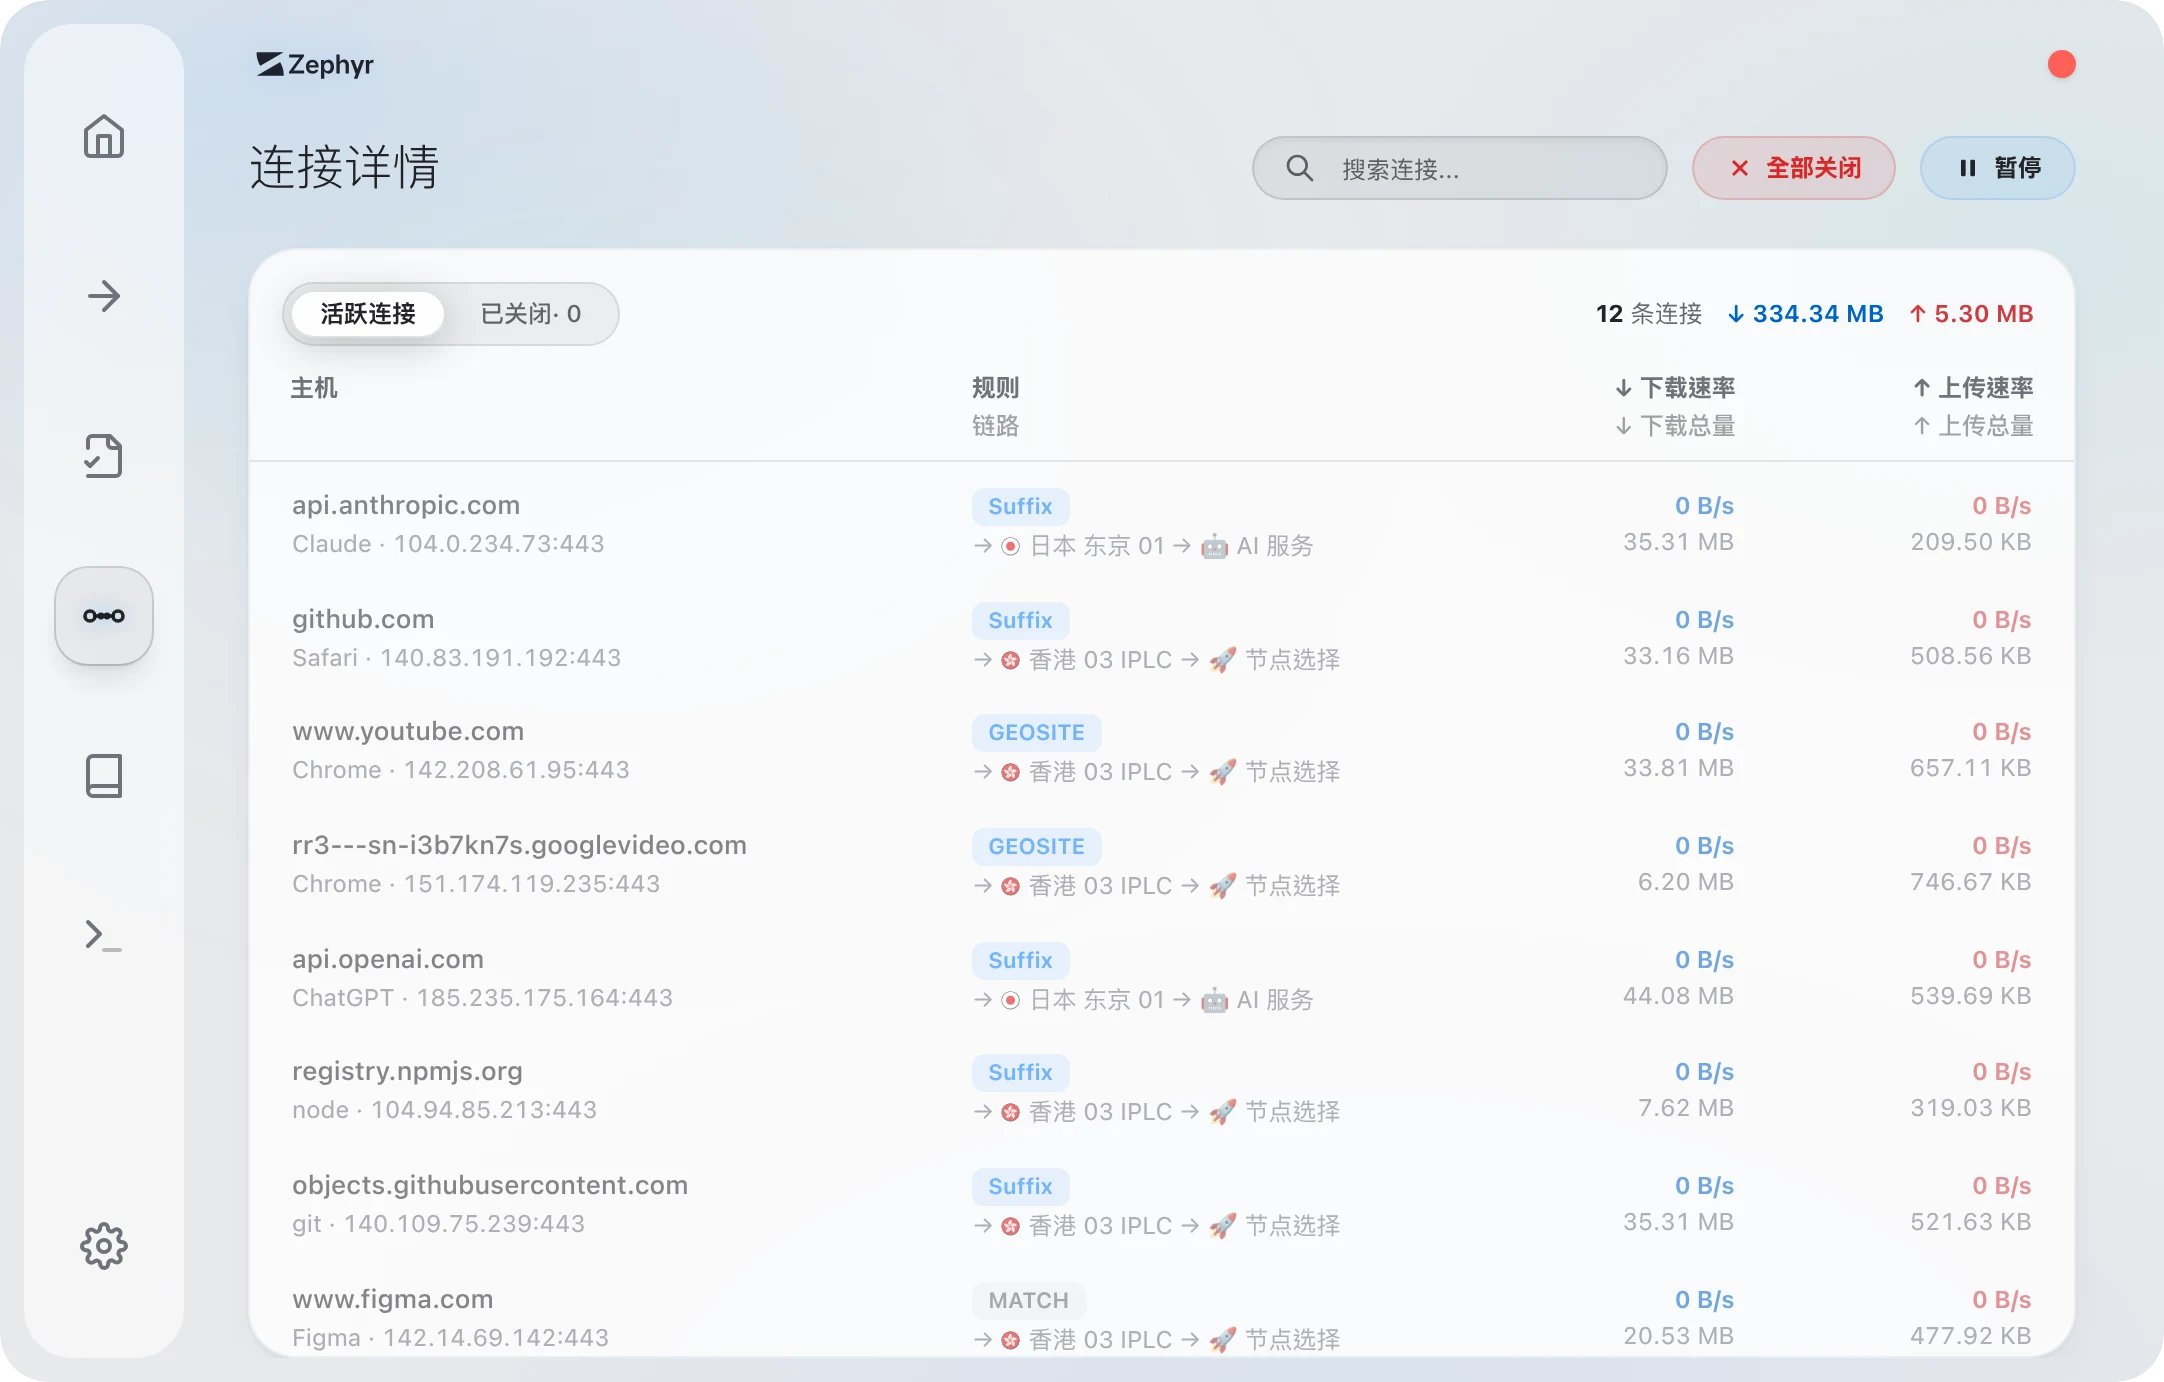 Zephyr
连接详情
搜索连接...
全部关闭
暂停
活跃连接
已关闭· 0
12 条连接 ↓ 334.34 MB ↑ 5.30 MB
主机
规则
链路
↓ 下载速率
↓ 下载总量
↑ 上传速率
↑ 上传总量
api.anthropic.com
Claude · 104.0.234.73:443
Suffix
→ 🇯🇵 日本 东京 01 → 🤖 AI 服务
0 B/s
35.31 MB
0 B/s
209.50 KB
github.com
Safari · 140.83.191.192:443
Suffix
→ 🇭🇰 香港 03 IPLC → 🚀 节点选择
0 B/s
33.16 MB
0 B/s
508.56 KB
www.youtube.com
Chrome · 142.208.61.95:443
GEOSITE
→ 🇭🇰 香港 03 IPLC → 🚀 节点选择
0 B/s
33.81 MB
0 B/s
657.11 KB
rr3---sn-i3b7kn7s.googlevideo.com
Chrome · 151.174.119.235:443
GEOSITE
→ 🇭🇰 香港 03 IPLC → 🚀 节点选择
0 B/s
6.20 MB
0 B/s
746.67 KB
api.openai.com
ChatGPT · 185.235.175.164:443
Suffix
→ 🇯🇵 日本 东京 01 → 🤖 AI 服务
0 B/s
44.08 MB
0 B/s
539.69 KB
registry.npmjs.org
node · 104.94.85.213:443
Suffix
→ 🇭🇰 香港 03 IPLC → 🚀 节点选择
0 B/s
7.62 MB
0 B/s
319.03 KB
objects.githubusercontent.com
git · 140.109.75.239:443
Suffix
→ 🇭🇰 香港 03 IPLC → 🚀 节点选择
0 B/s
35.31 MB
0 B/s
521.63 KB
www.figma.com
Figma · 142.14.69.142:443
MATCH
→ 🇭🇰 香港 03 IPLC → 🚀 节点选择
0 B/s
20.53 MB
0 B/s
477.92 KB